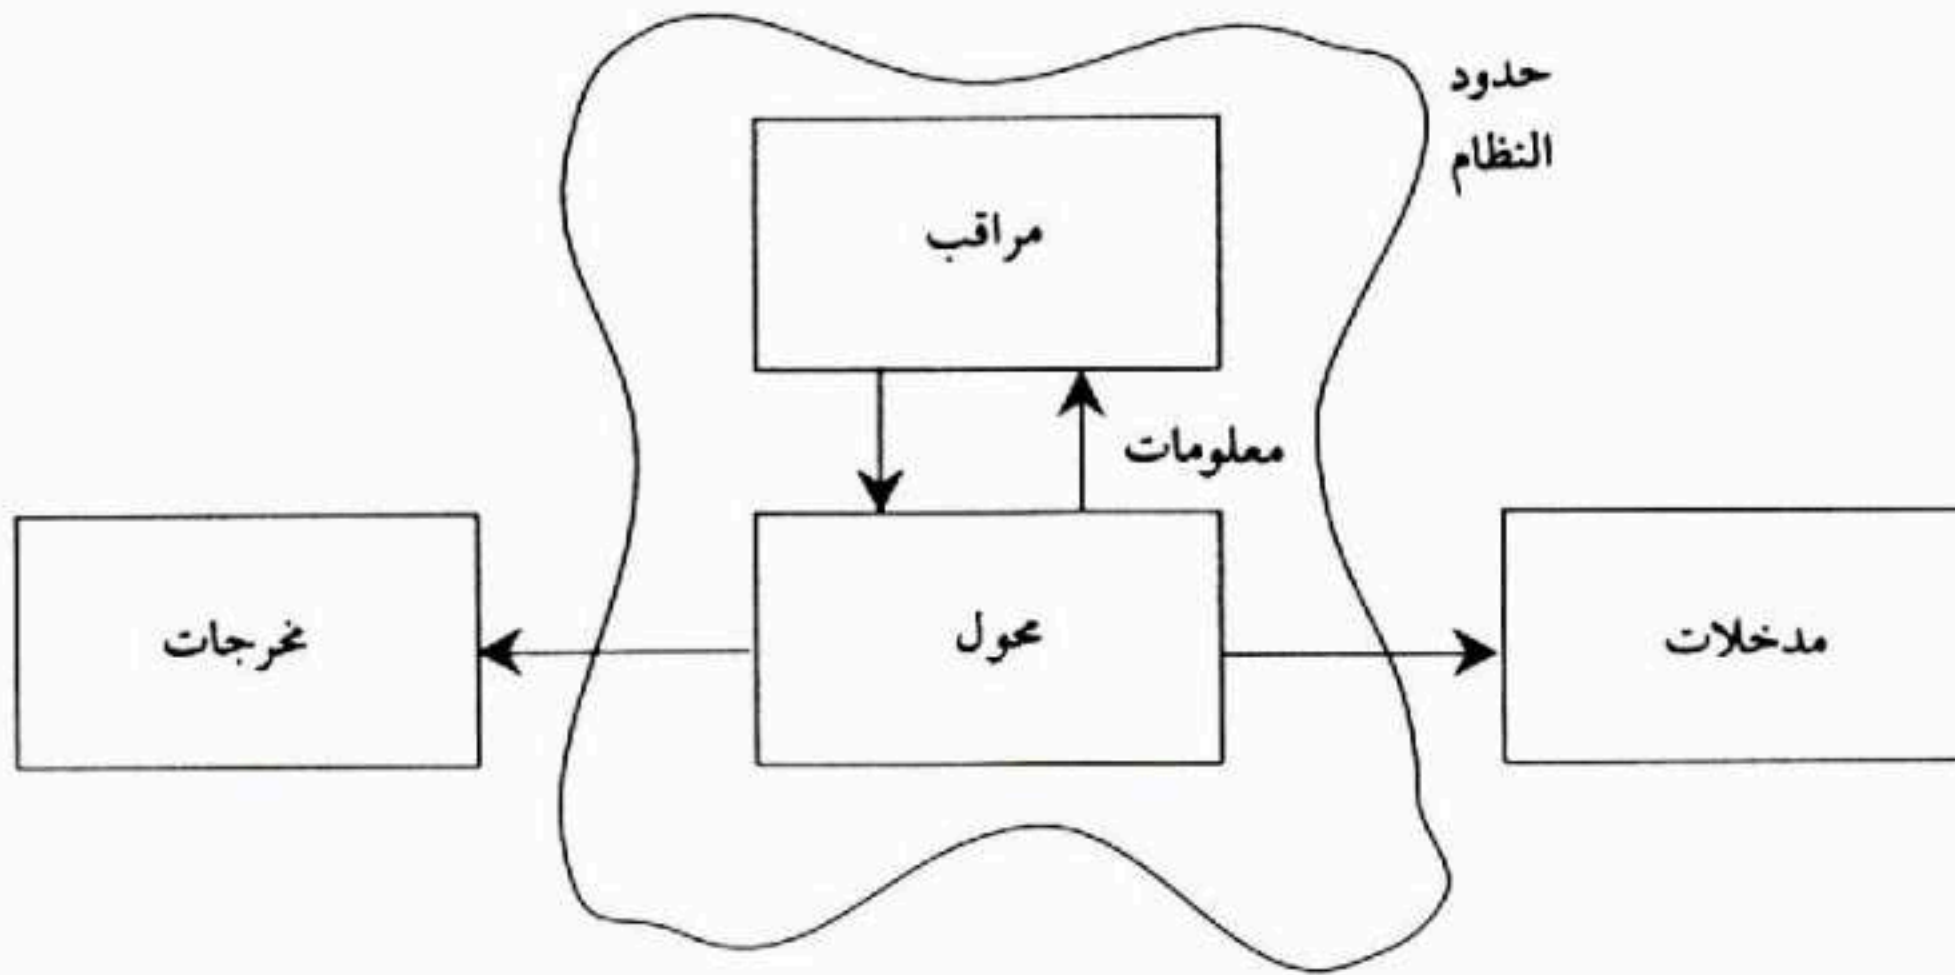 حدود
النظام
مراقب
معلومات
مدخلات
محول
مخرجات